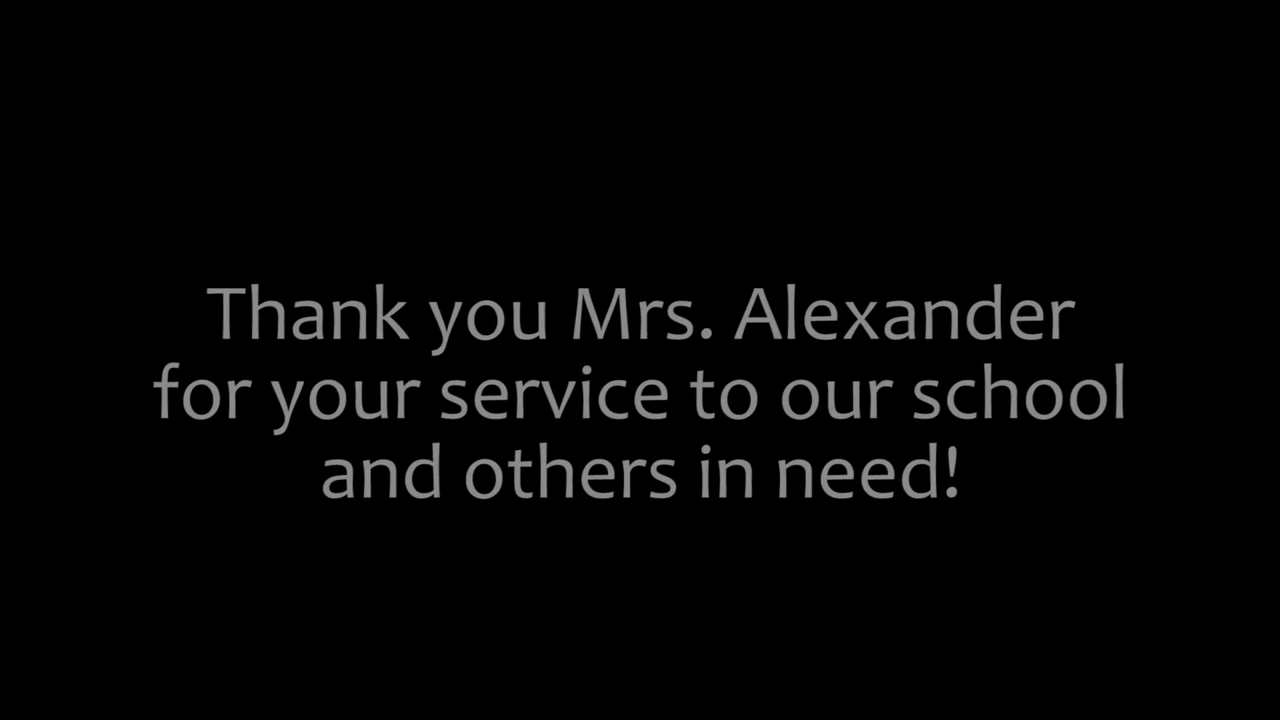 Thank you Mrs. Alexander
for your service to our school
and others in need!